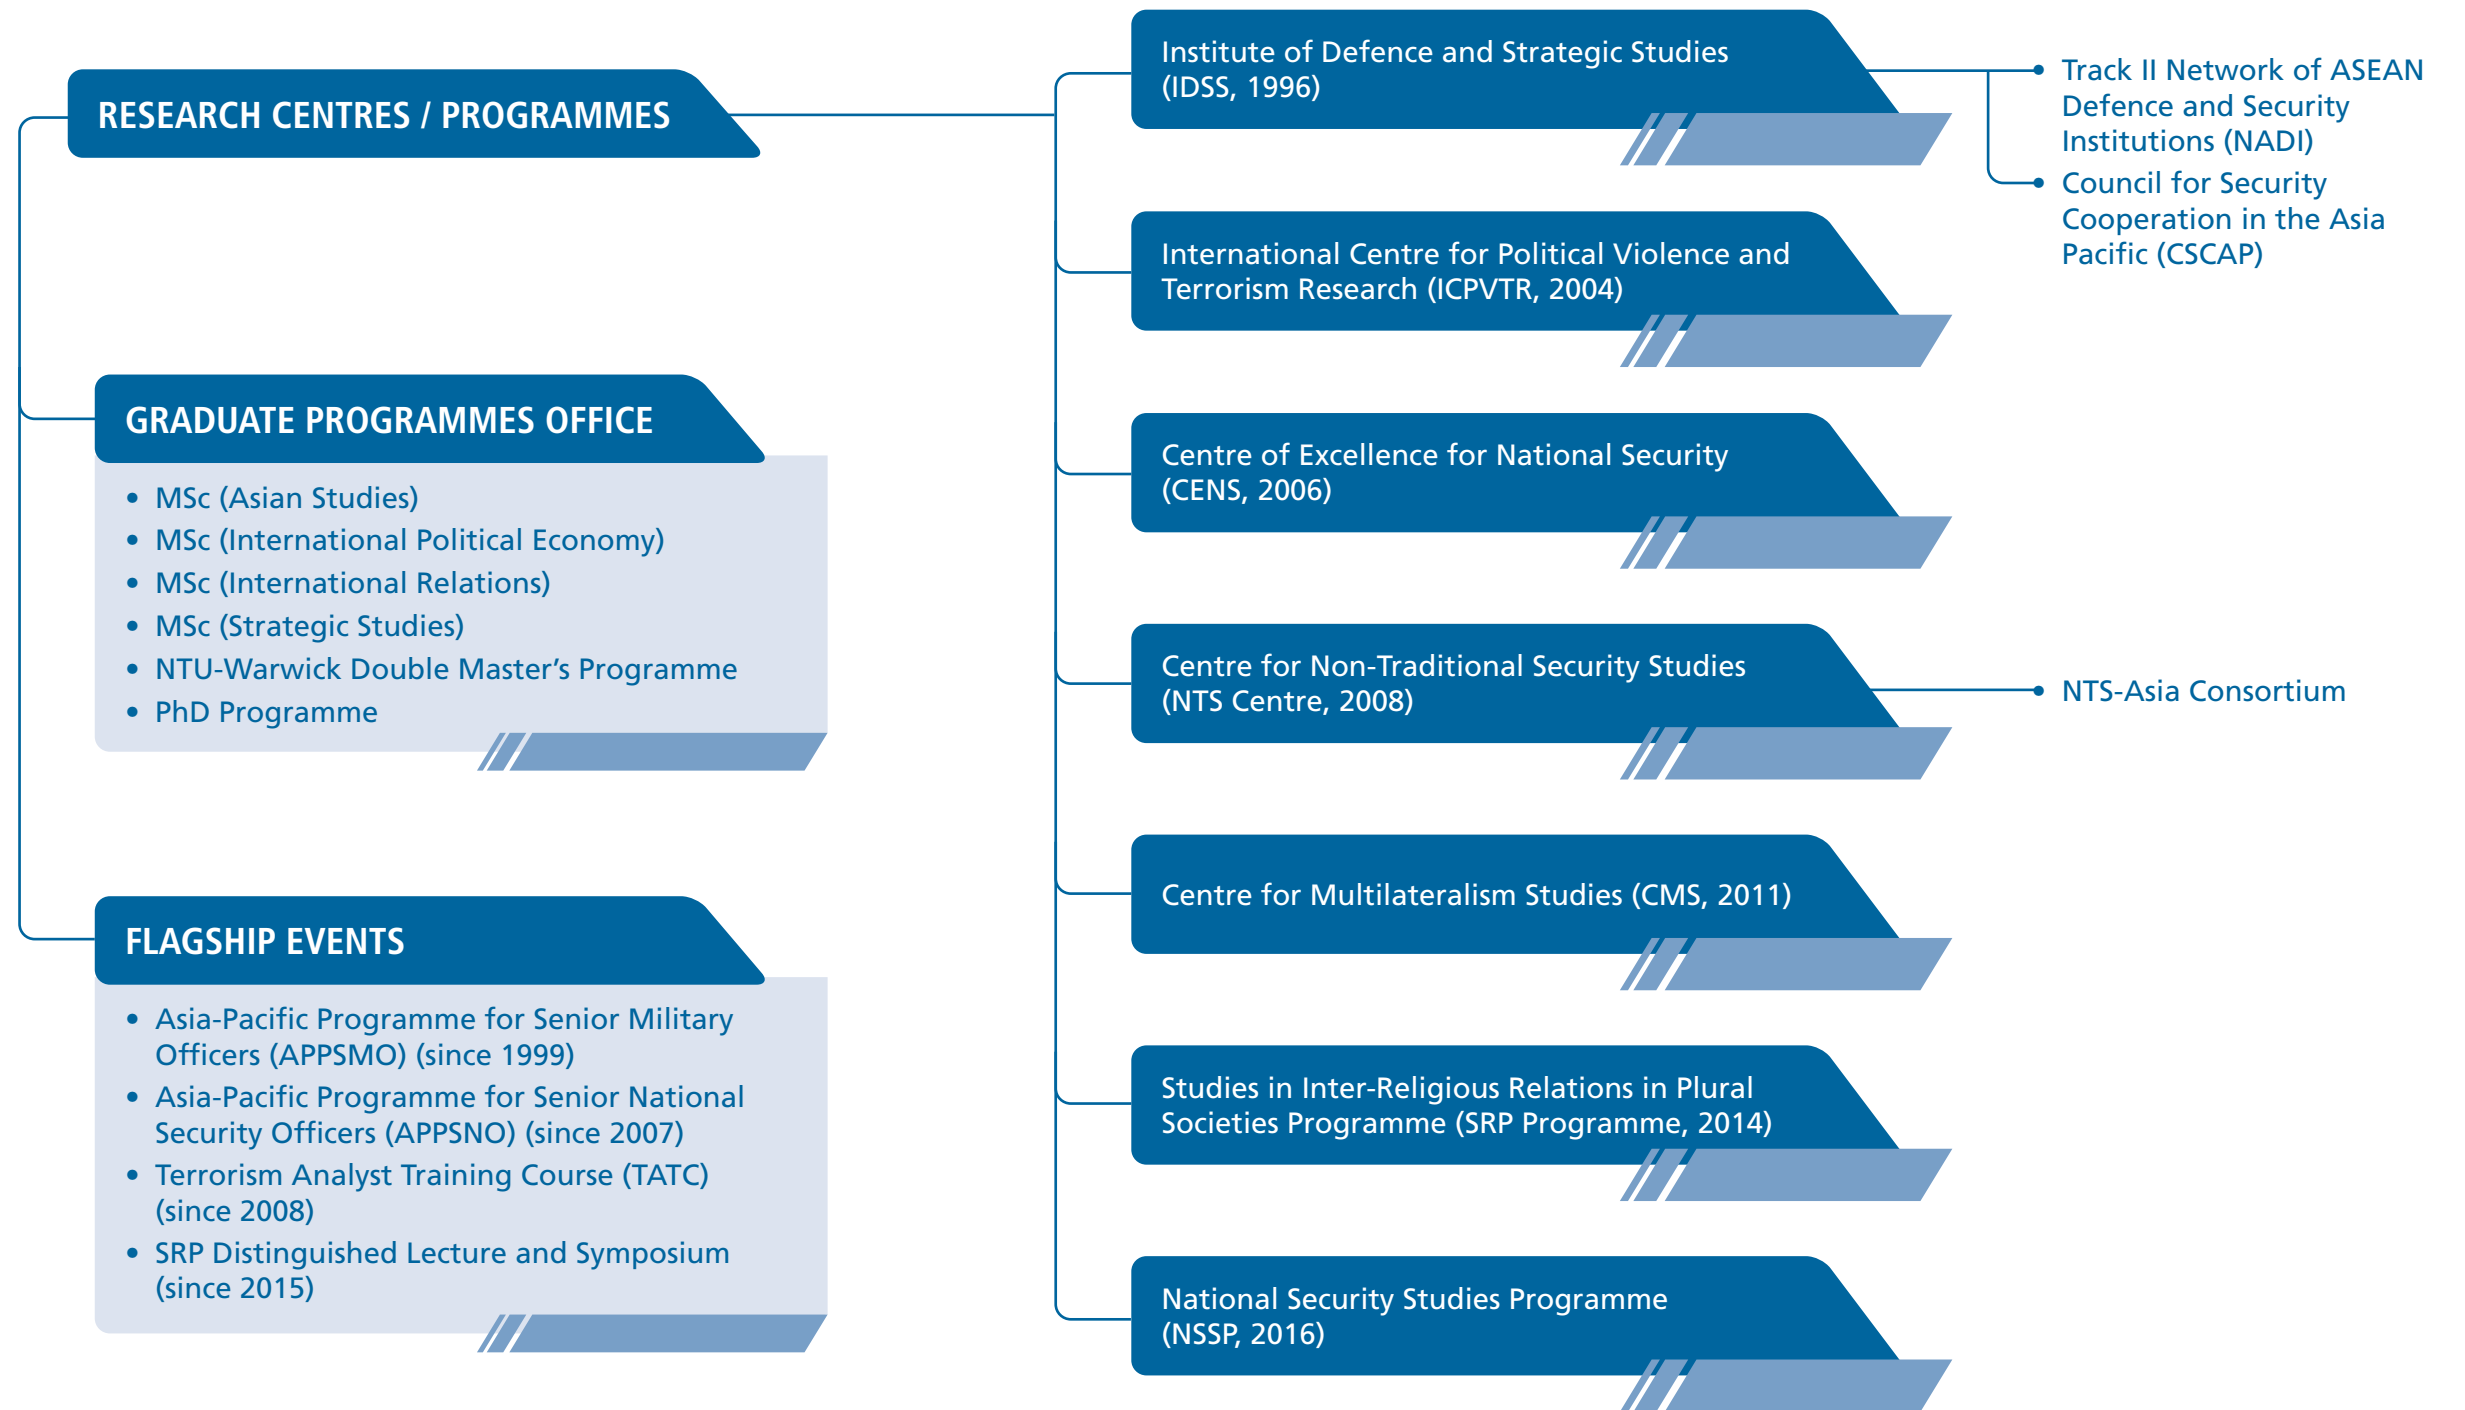 RESEARCH CENTRES / PROGRAMMES
GRADUATE PROGRAMMES OFFICE
• MSc (Asian Studies)
• MSc (International Political Economy)
• MSc (International Relations)
• MSc (Strategic Studies)
• NTU-Warwick Double Master’s Programme
• PhD Programme
FLAGSHIP EVENTS
• Asia-Pacific Programme for Senior Military
Officers (APPSMO) (since 1999)
• Asia-Pacific Programme for Senior National
Security Officers (APPSNO) (since 2007)
• Terrorism Analyst Training Course (TATC)
(since 2008)
• SRP Distinguished Lecture and Symposium
(since 2015)
Institute of Defence and Strategic Studies
(IDSS, 1996)
Track II Network of ASEAN
Defence and Security
Institutions (NADI)
Council for Security
Cooperation in the Asia
Pacific (CSCAP)
International Centre for Political Violence and
Terrorism Research (ICPVTR, 2004)
Centre of Excellence for National Security
(CENS, 2006)
Centre for Non-Traditional Security Studies
(NTS Centre, 2008)
NTS-Asia Consortium
Centre for Multilateralism Studies (CMS, 2011)
Studies in Inter-Religious Relations in Plural
Societies Programme (SRP Programme, 2014)
National Security Studies Programme
(NSSP, 2016)